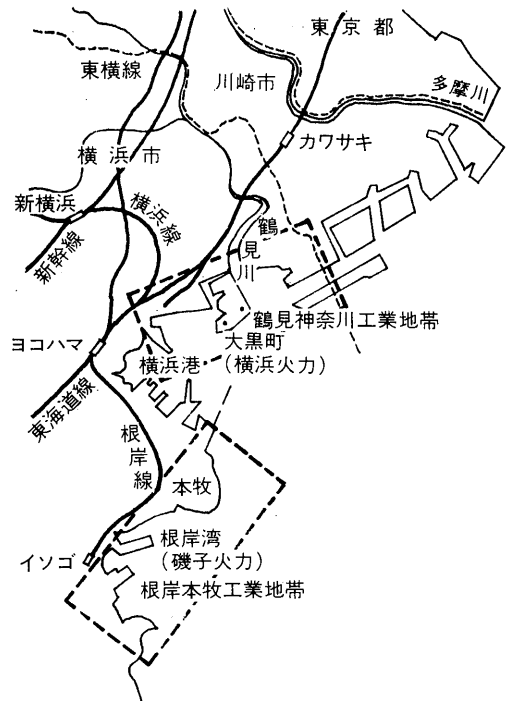 東京都
東横線
川崎市
多摩川
カワサキ
横浜市
新横浜
横浜線
新幹線
鶴見川
鶴見神奈川工業地帯
大黒町
(横浜火力)
ヨコハマ
横浜港
東海道線
根岸線
本牧
イソゴ
根岸湾
(磯子火力)
根岸本牧工業地帯